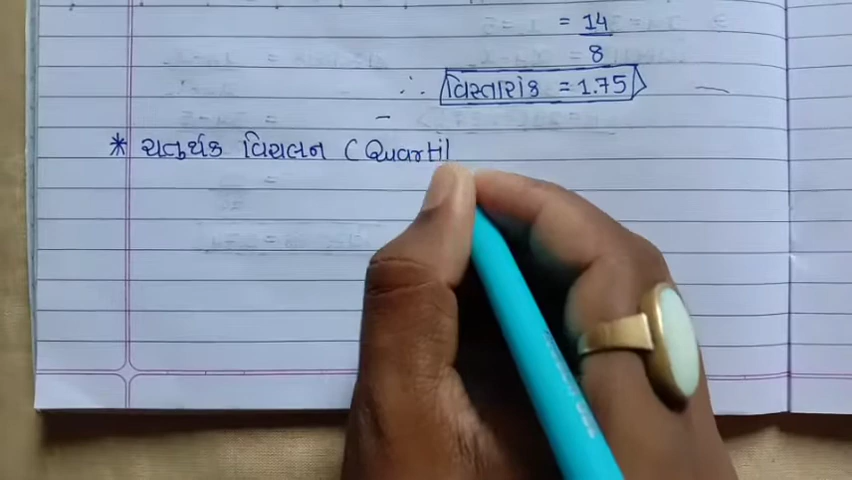 = 14
8
∴ વિસ્તારાંક = 1.75
* ચતુર્થક વિચલન ( Quartil